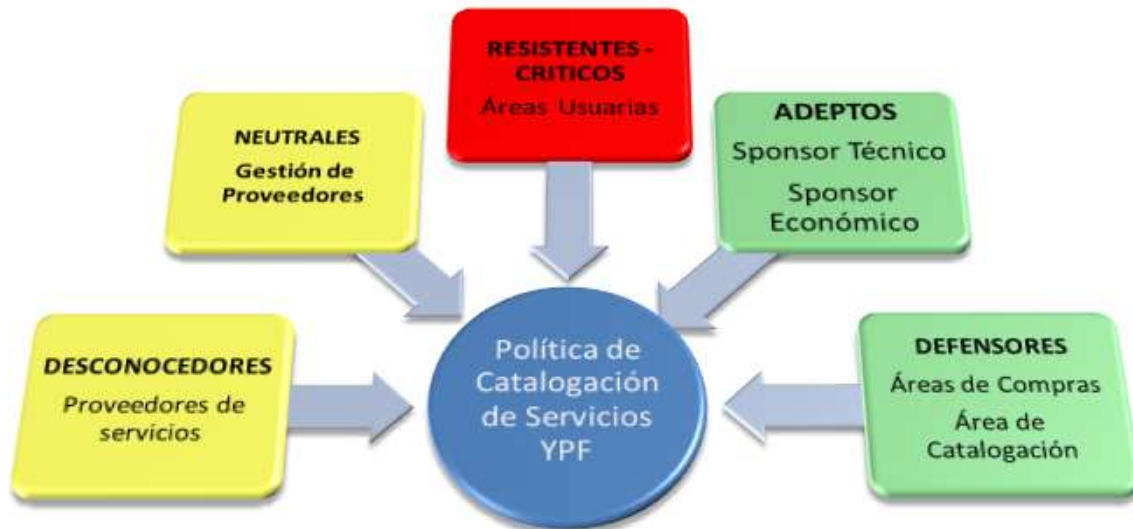 RESISTENTES -
CRITICOS
Áreas Usuarias
NEUTRALES
Gestión de
Proveedores
ADEPTOS
Sponsor Técnico
Sponsor
Económico
DESCONOCEDORES
Proveedores de
servicios
Política de
Catalogación
de Servicios
YPF
DEFENSORES
Áreas de Compras
Área de
Catalogación